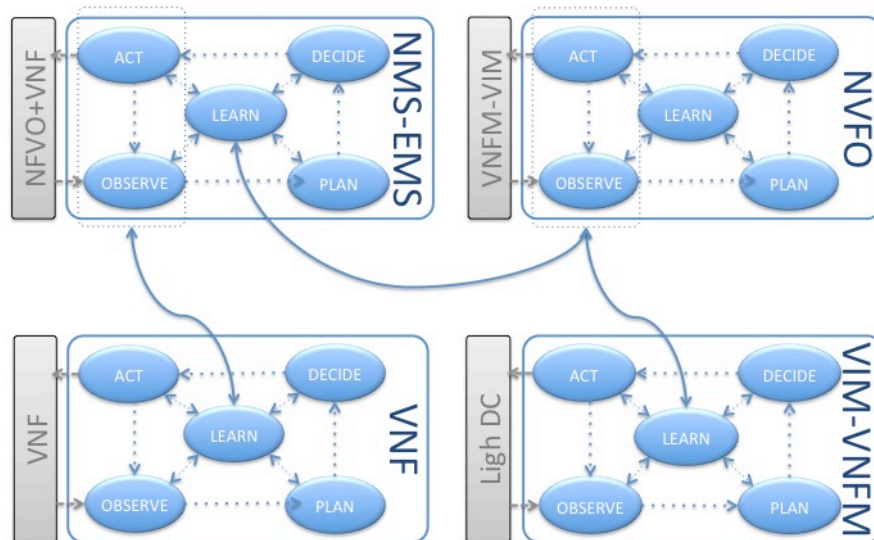 NFVO+VNF
ACT
DECIDE
LEARN
OBSERVE
PLAN
NMS-EMS
VNFM-VIM
ACT
DECIDE
LEARN
OBSERVE
PLAN
NVFO
VNF
ACT
DECIDE
LEARN
OBSERVE
PLAN
VNF
Ligh DC
ACT
DECIDE
LEARN
OBSERVE
PLAN
VIM-VNFM